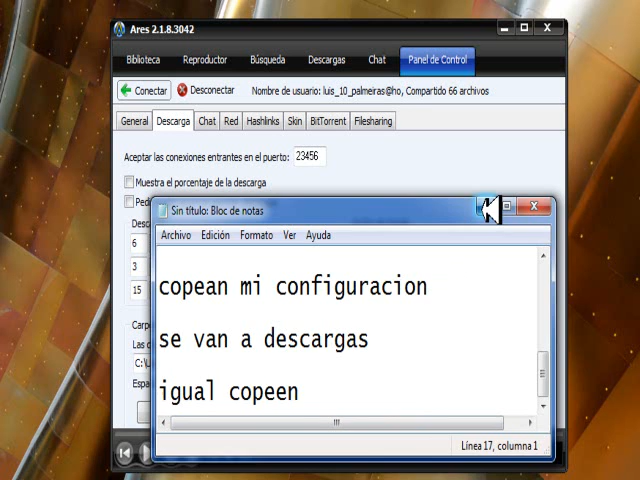 Ares 2.1.8.3042
Biblioteca Reproductor Búsqueda Descargas Chat Panel de Control
Conectar Desconectar Nombre de usuario: luis_10_palmeiras@ho, Compartido 66 archivos
General Descarga Chat Red Hashlinks Skin BitTorrent Filesharing
Aceptar las conexiones entrantes en el puerto: 23456
Muestra el porcentaje de la descarga
Sin título: Bloc de notas
Archivo Edición Formato Ver Ayuda
6
3
15
Las
copean mi configuracion
se van a descargas
igual copeen
Línea 17, columna 1